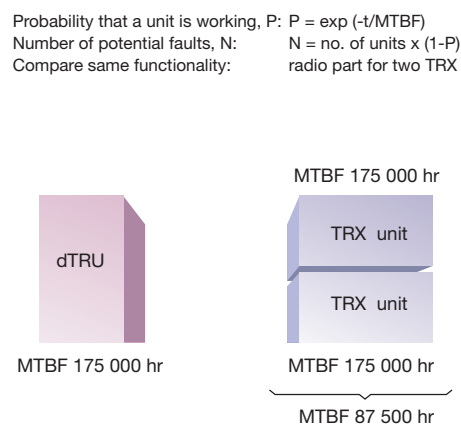 Probability that a unit is working, P: P = exp (-t/MTBF)
Number of potential faults, N: N = no. of units x (1-P)
Compare same functionality: radio part for two TRX
MTBF 175 000 hr
dTRU
TRX unit
TRX unit
MTBF 175 000 hr
MTBF 175 000 hr
MTBF 87 500 hr